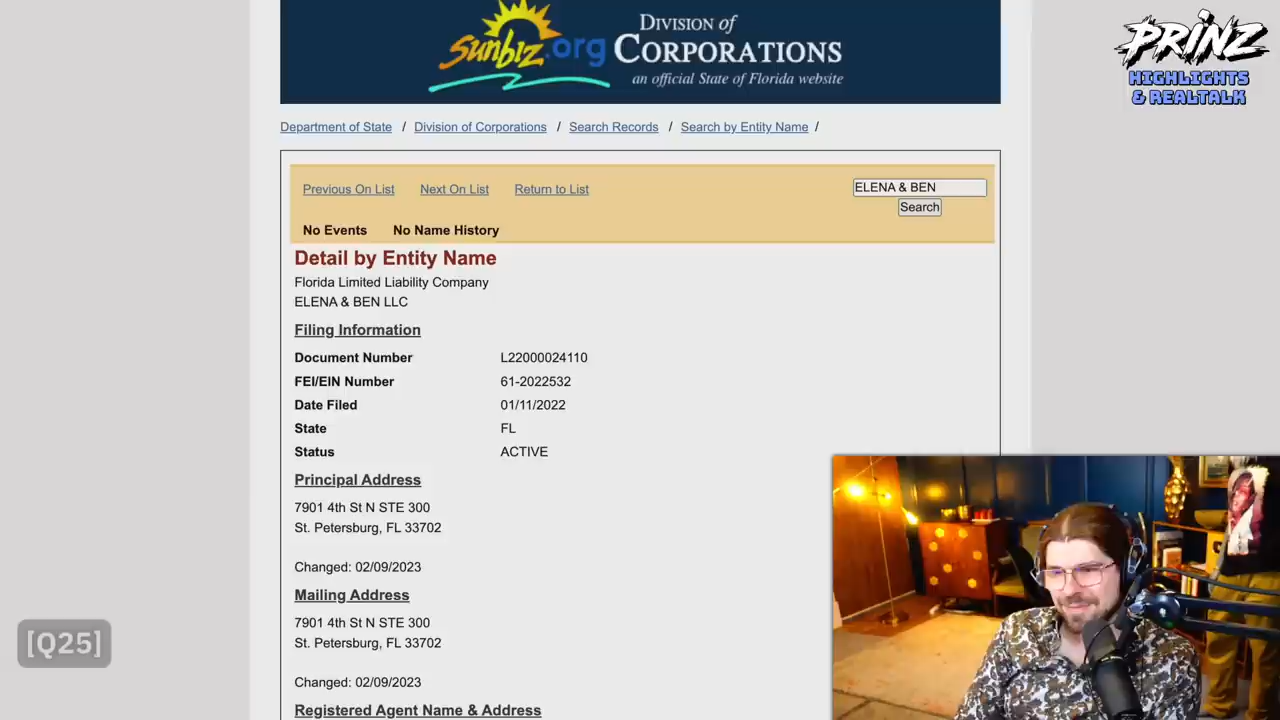 sunbiz.org
DIVISION of
CORPORATIONS
an official State of Florida website
PRINZ
HIGHLIGHTS
& REALTALK
Department of State / Division of Corporations / Search Records / Search by Entity Name /
Previous On List Next On List Return to List
ELENA & BEN
Search
No Events No Name History
Detail by Entity Name
Florida Limited Liability Company
ELENA & BEN LLC
Filing Information
Document Number L22000024110
FEI/EIN Number 61-2022532
Date Filed 01/11/2022
State FL
Status ACTIVE
Principal Address
7901 4th St N STE 300
St. Petersburg, FL 33702
Changed: 02/09/2023
Mailing Address
7901 4th St N STE 300
St. Petersburg, FL 33702
Changed: 02/09/2023
Registered Agent Name & Address
[Q25]